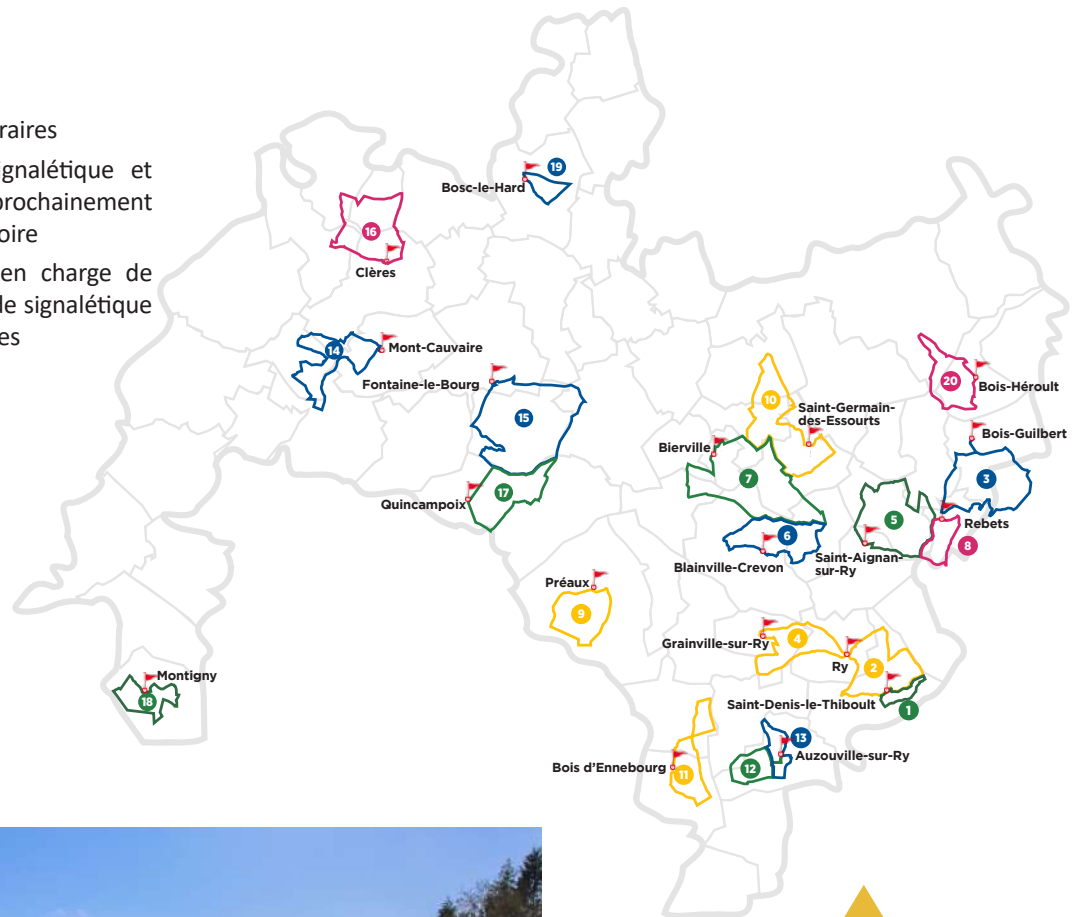 raires
ignalétique et
prochainement
oire
en charge de
de signalétique
es
19
Bosc-le-Hard
16
Clères
14
Mont-Cauvaire
Fontaine-le-Bourg
15
20
Bois-Héroult
10
Saint-Germain-
des-Essourts
Bois-Guilbert
Bierville
7
3
17
Quincampoix
5
Rebets
6
8
Blainville-Crevon
Saint-Aignan-
sur-Ry
Préaux
9
Grainville-sur-Ry
4
Ry
2
Montigny
18
Saint-Denis-le-Thiboult
1
13
Auzouville-sur-Ry
Bois d'Ennebourg
11
12